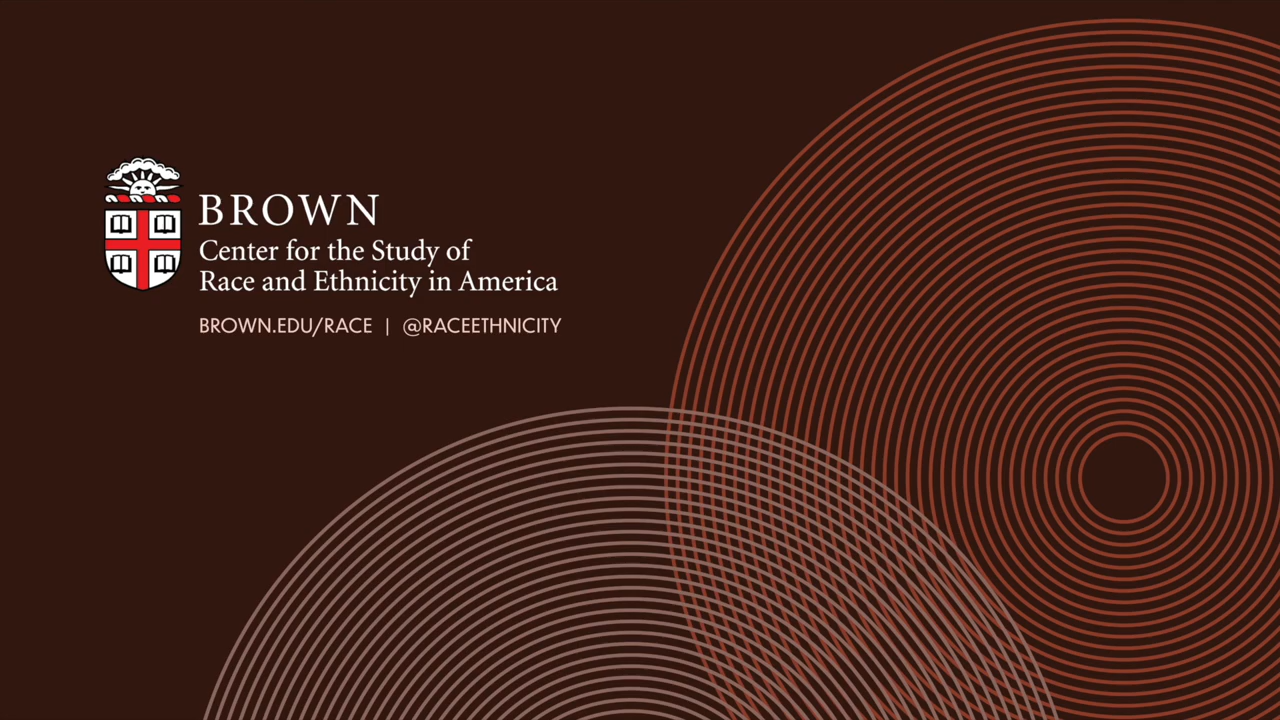 BROWN
Center for the Study of
Race and Ethnicity in America
BROWN.EDU/RACE | @RACEETHNICITY